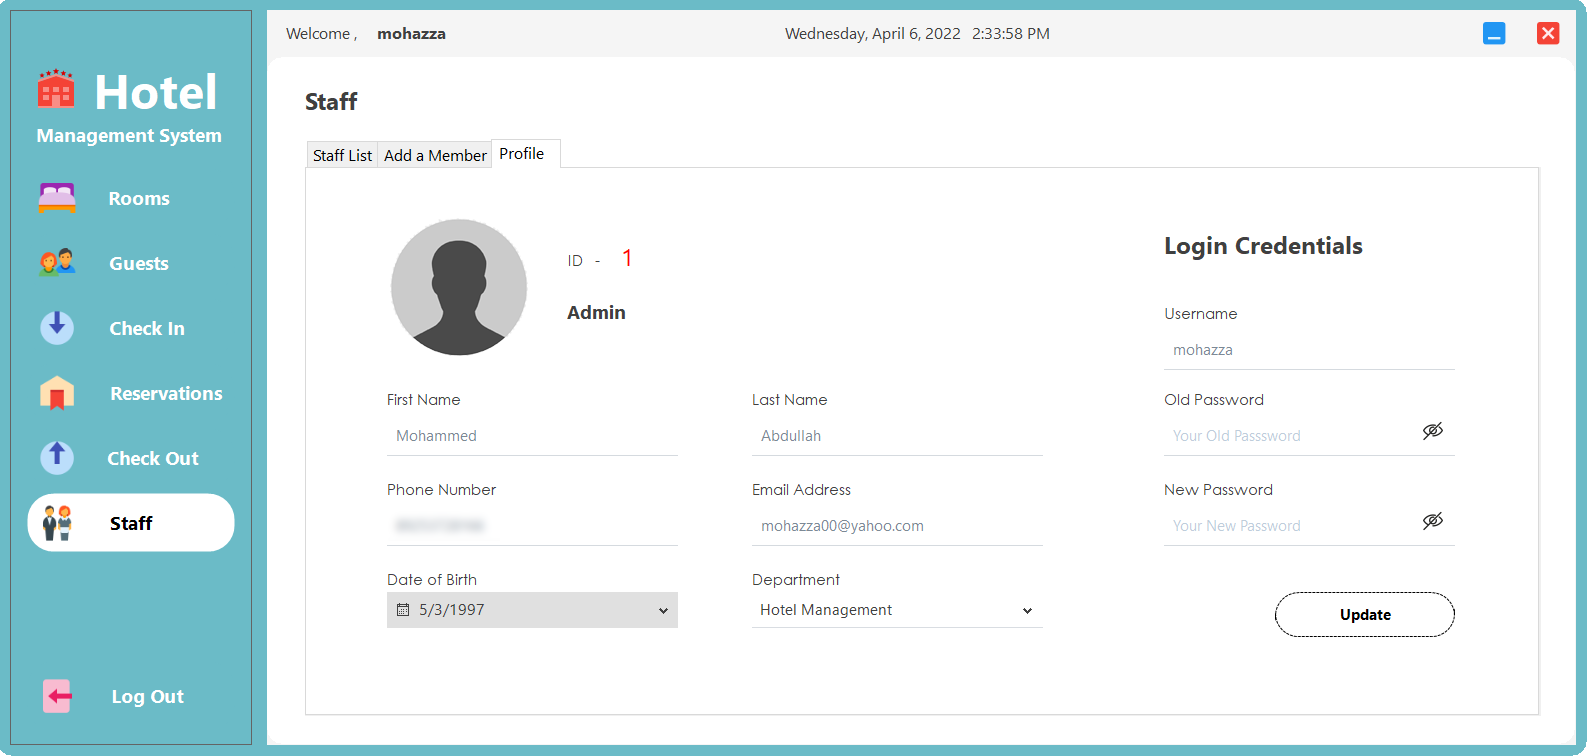 Welcome , mohazza
Wednesday, April 6, 2022 2:33:58 PM
Hotel
Management System
Rooms
Guests
Check In
Reservations
Check Out
Staff
Log Out
Staff
Staff List Add a Member Profile
ID - 1
Admin
First Name
Mohammed
Last Name
Abdullah
Phone Number
Email Address
mohazza00@yahoo.com
Date of Birth
5/3/1997
Department
Hotel Management
Login Credentials
Username
mohazza
Old Password
Your Old Passsword
New Password
Your New Password
Update